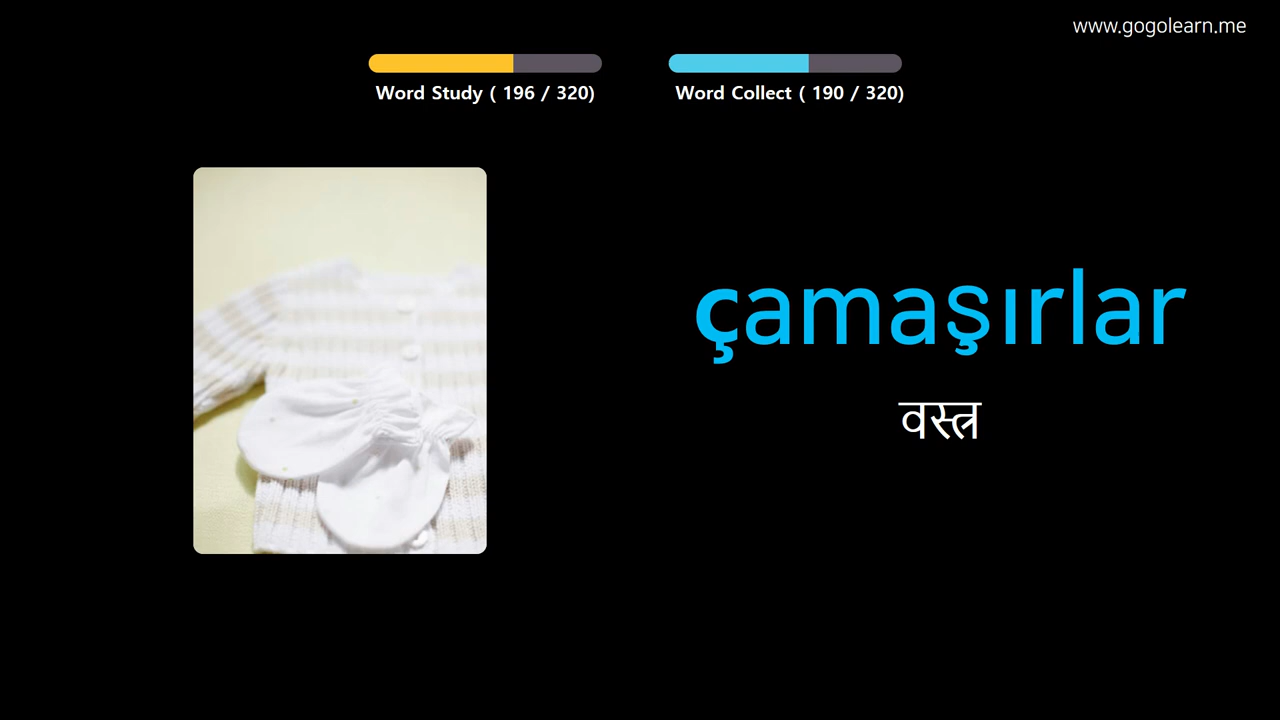 www.gogolearn.me
Word Study ( 196 / 320)
Word Collect ( 190 / 320)
çamaşırlar
वस्त्र